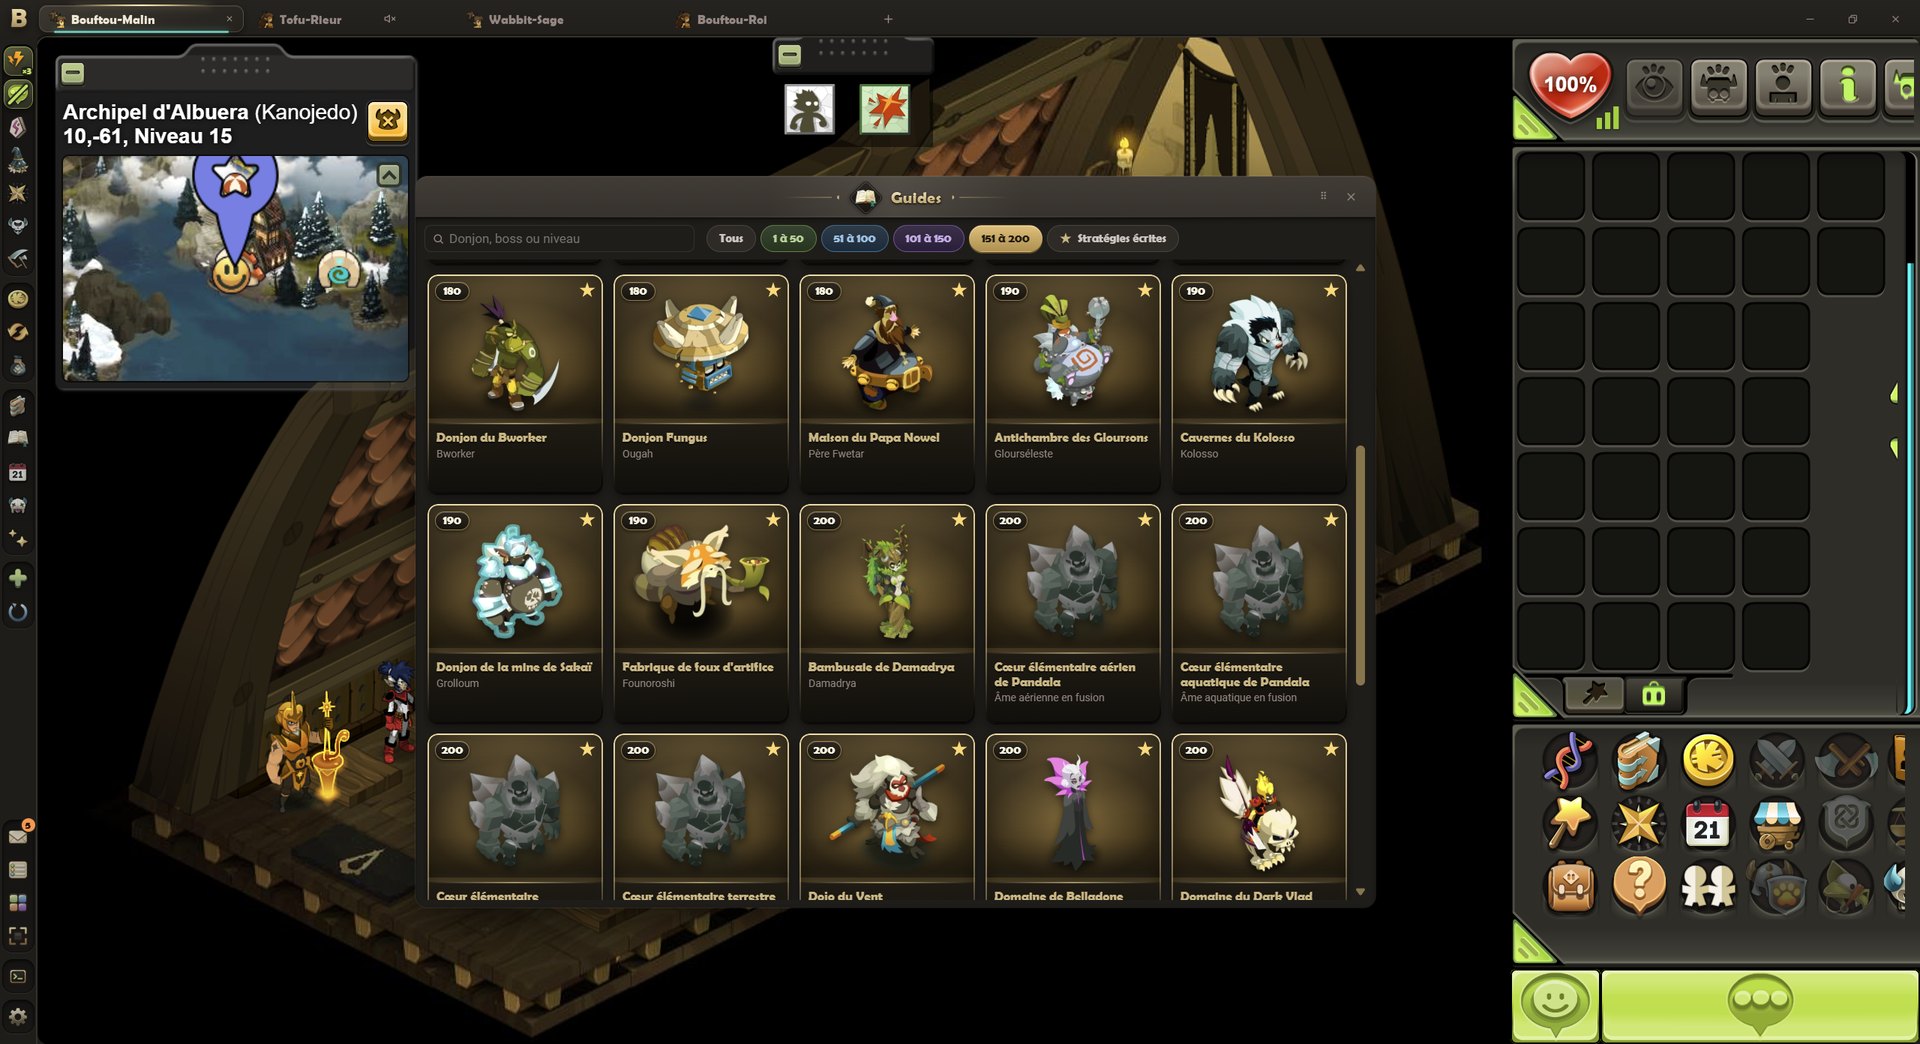 B
Bouftou-Malin
Tofu-Rieur
Wabbit-Sage
Bouftou-Roi
x3
Archipel d'Albuera (Kanojedo)
10,-61, Niveau 15
100%
Guides
Donjon, boss ou niveau
Tous
1 à 50
51 à 100
101 à 150
151 à 200
Stratégies écrites
180
180
180
190
190
Donjon du Bworker
Donjon Fungus
Maison du Papa Nowel
Antichambre des Gloursons
Cavernes du Kolosso
Bworker
Ougah
Père Fwetar
Glourséleste
Kolosso
190
190
200
200
200
Donjon de la mine de Sakaï
Fabrique de foux d'artifice
Bambusaie de Damadrya
Cœur élémentaire aérien
de Pandala
Cœur élémentaire
aquatique de Pandala
Grolloum
Founoroshi
Damadrya
Âme aérienne en fusion
Âme aquatique en fusion
200
200
200
200
200
Cœur élémentaire
Cœur élémentaire terrestre
Dojo du Vent
Domaine de Belladone
Domaine du Dark Vlad
21
5
21